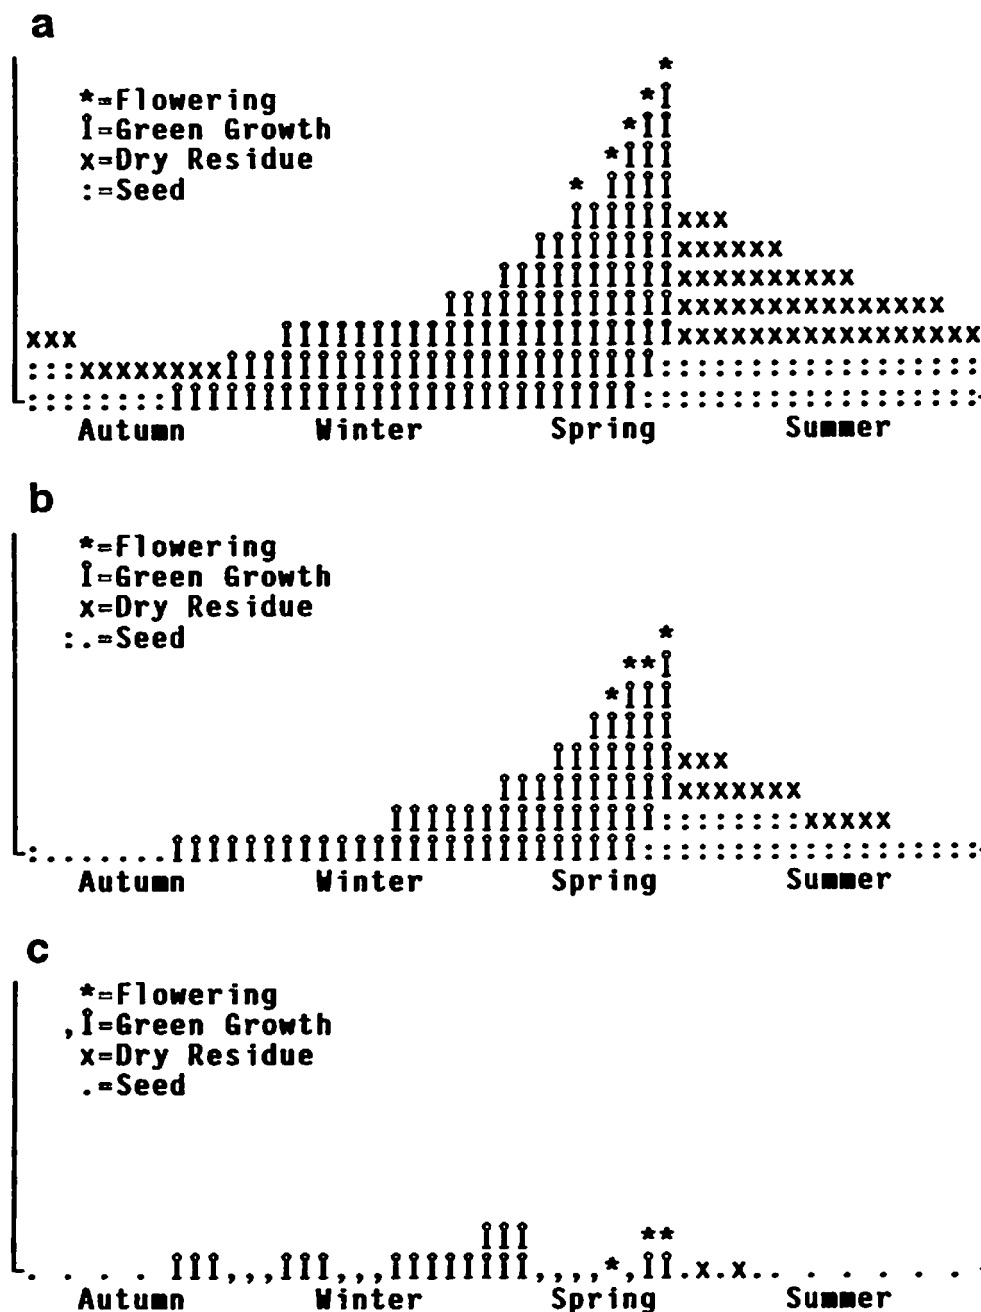 a
*=Flowering
Î=Green Growth
x=Dry Residue
:=Seed
Autumn Winter Spring Summer
b
*=Flowering
Î=Green Growth
x=Dry Residue
:.=Seed
Autumn Winter Spring Summer
c
*=Flowering
,Î=Green Growth
x=Dry Residue
.=Seed
Autumn Winter Spring Summer